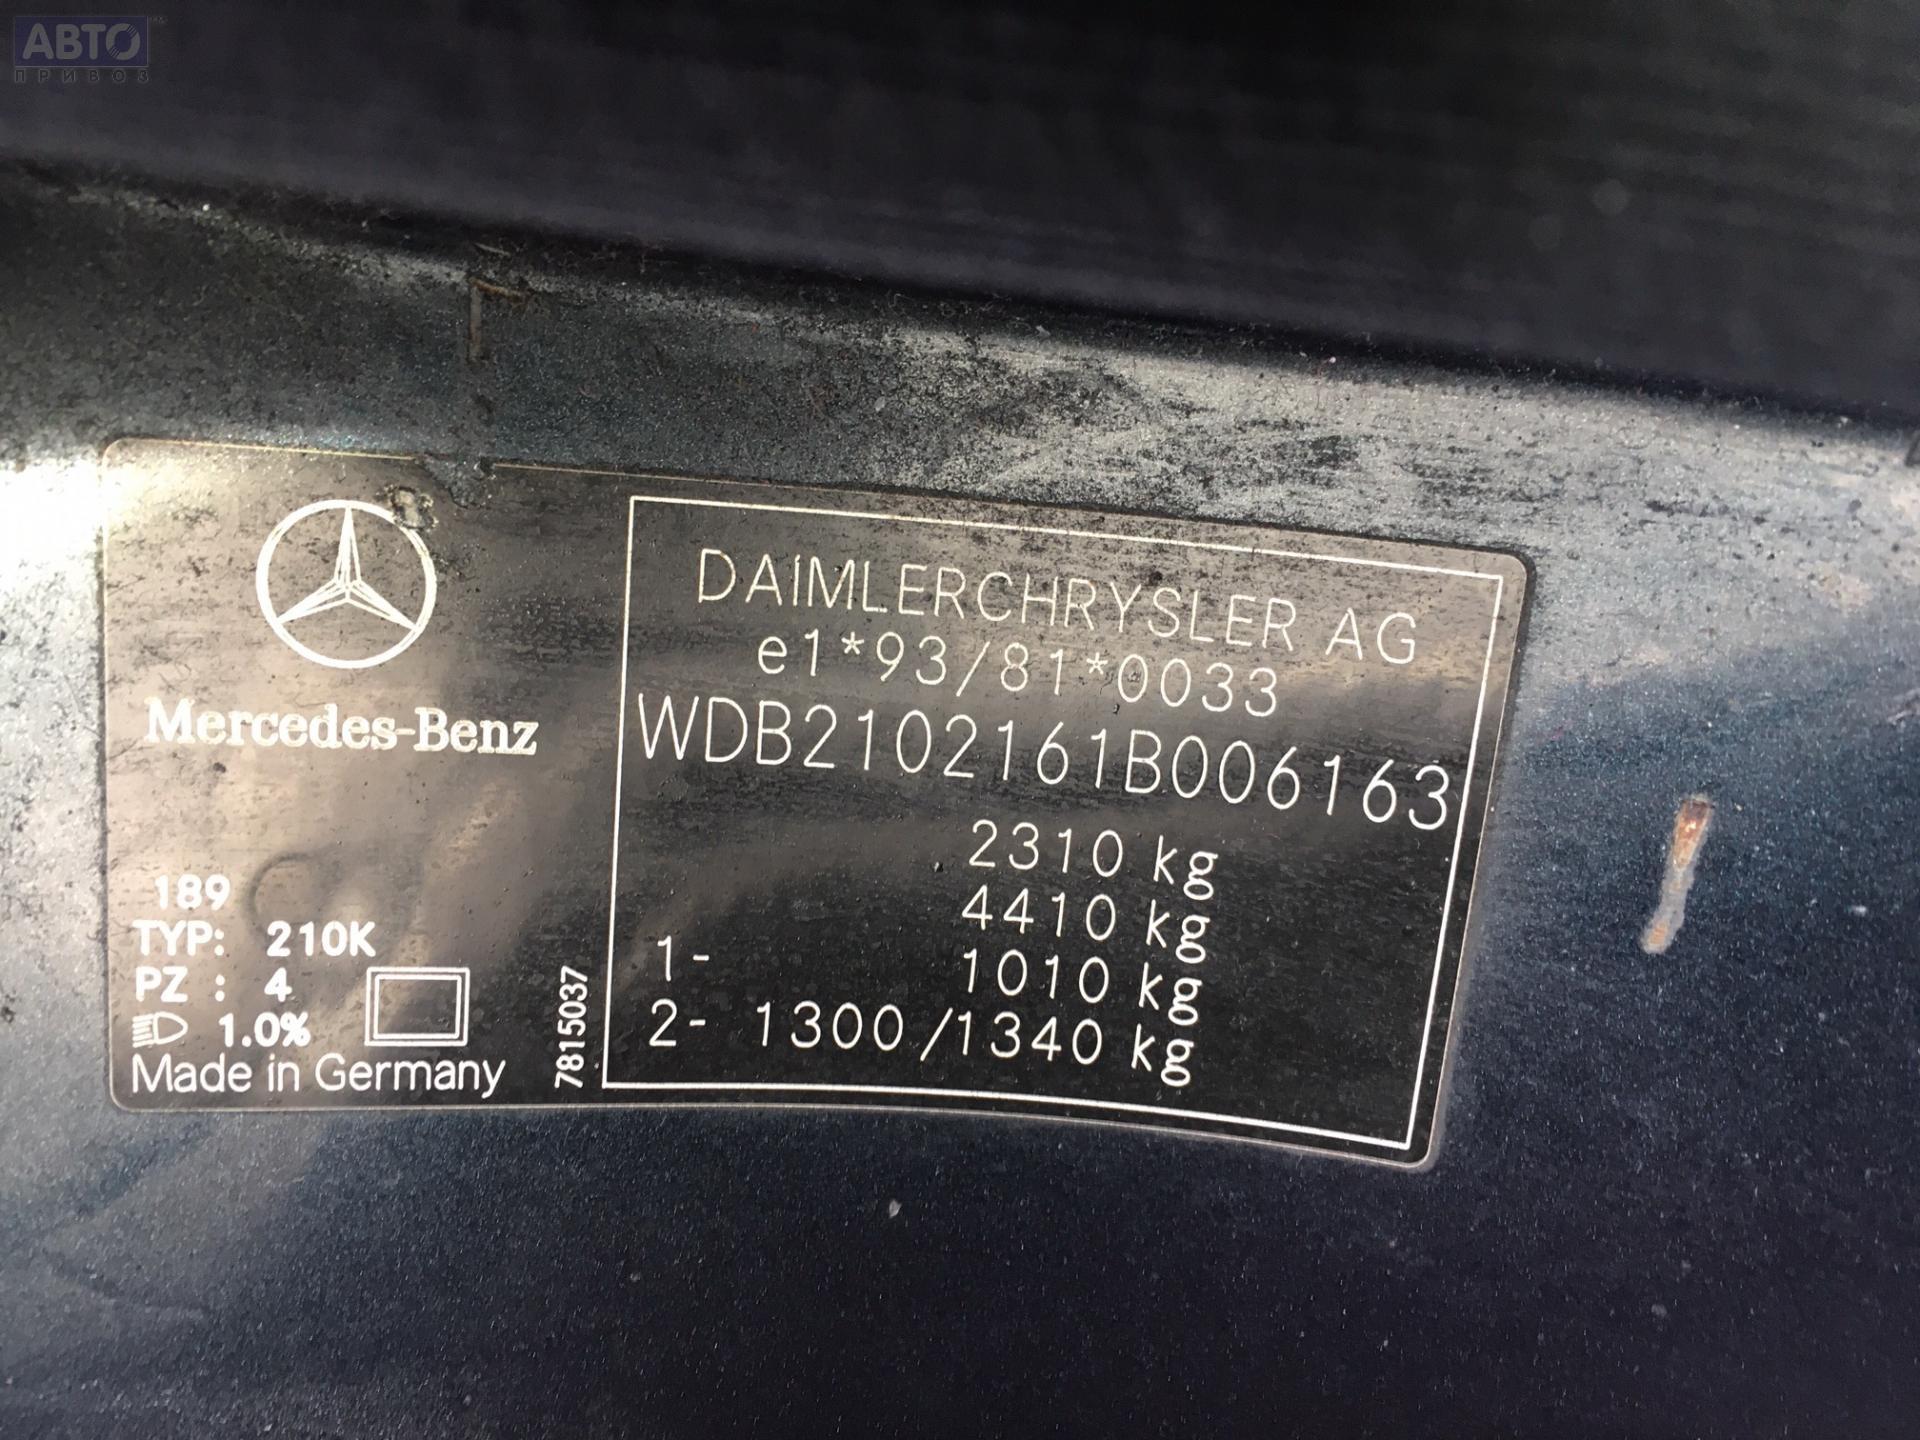 АВТО™
ПРИВОЗ
Mercedes-Benz
189
TYP: 210K
PZ : 4
1.0%
Made in Germany
7815037
DAIMLERCHRYSLER AG
e1*93/81*0033
WDB2102161B006163
2310 kg
4410 kg
1- 1010 kg
2- 1300/1340 kg